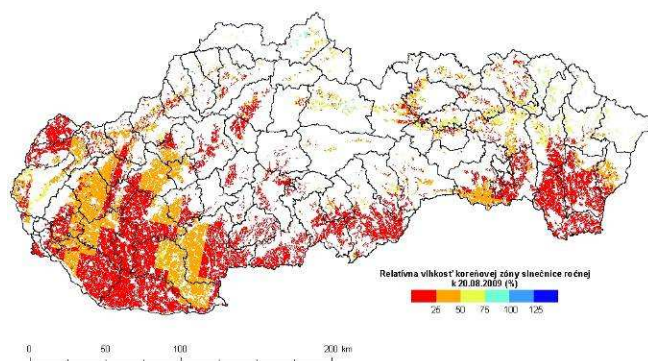 Relatívna vlhkosť koreňovej zóny slnečnice ročnej
k 20.08.2009 (%)
25 50 75 100 125
0 50 100 200 km